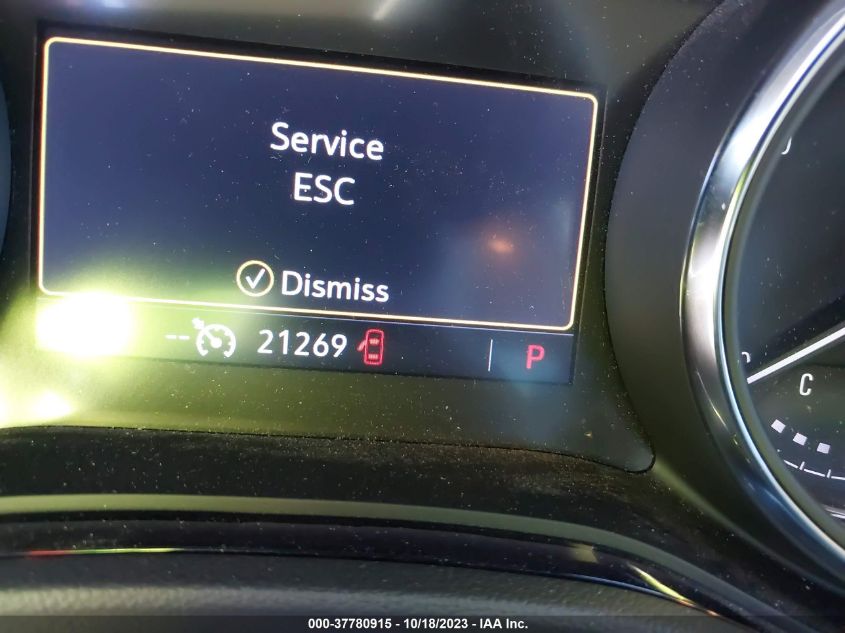 Service
ESC
Dismiss
-- 21269 P
C
000-37780915 - 10/18/2023 - IAA Inc.